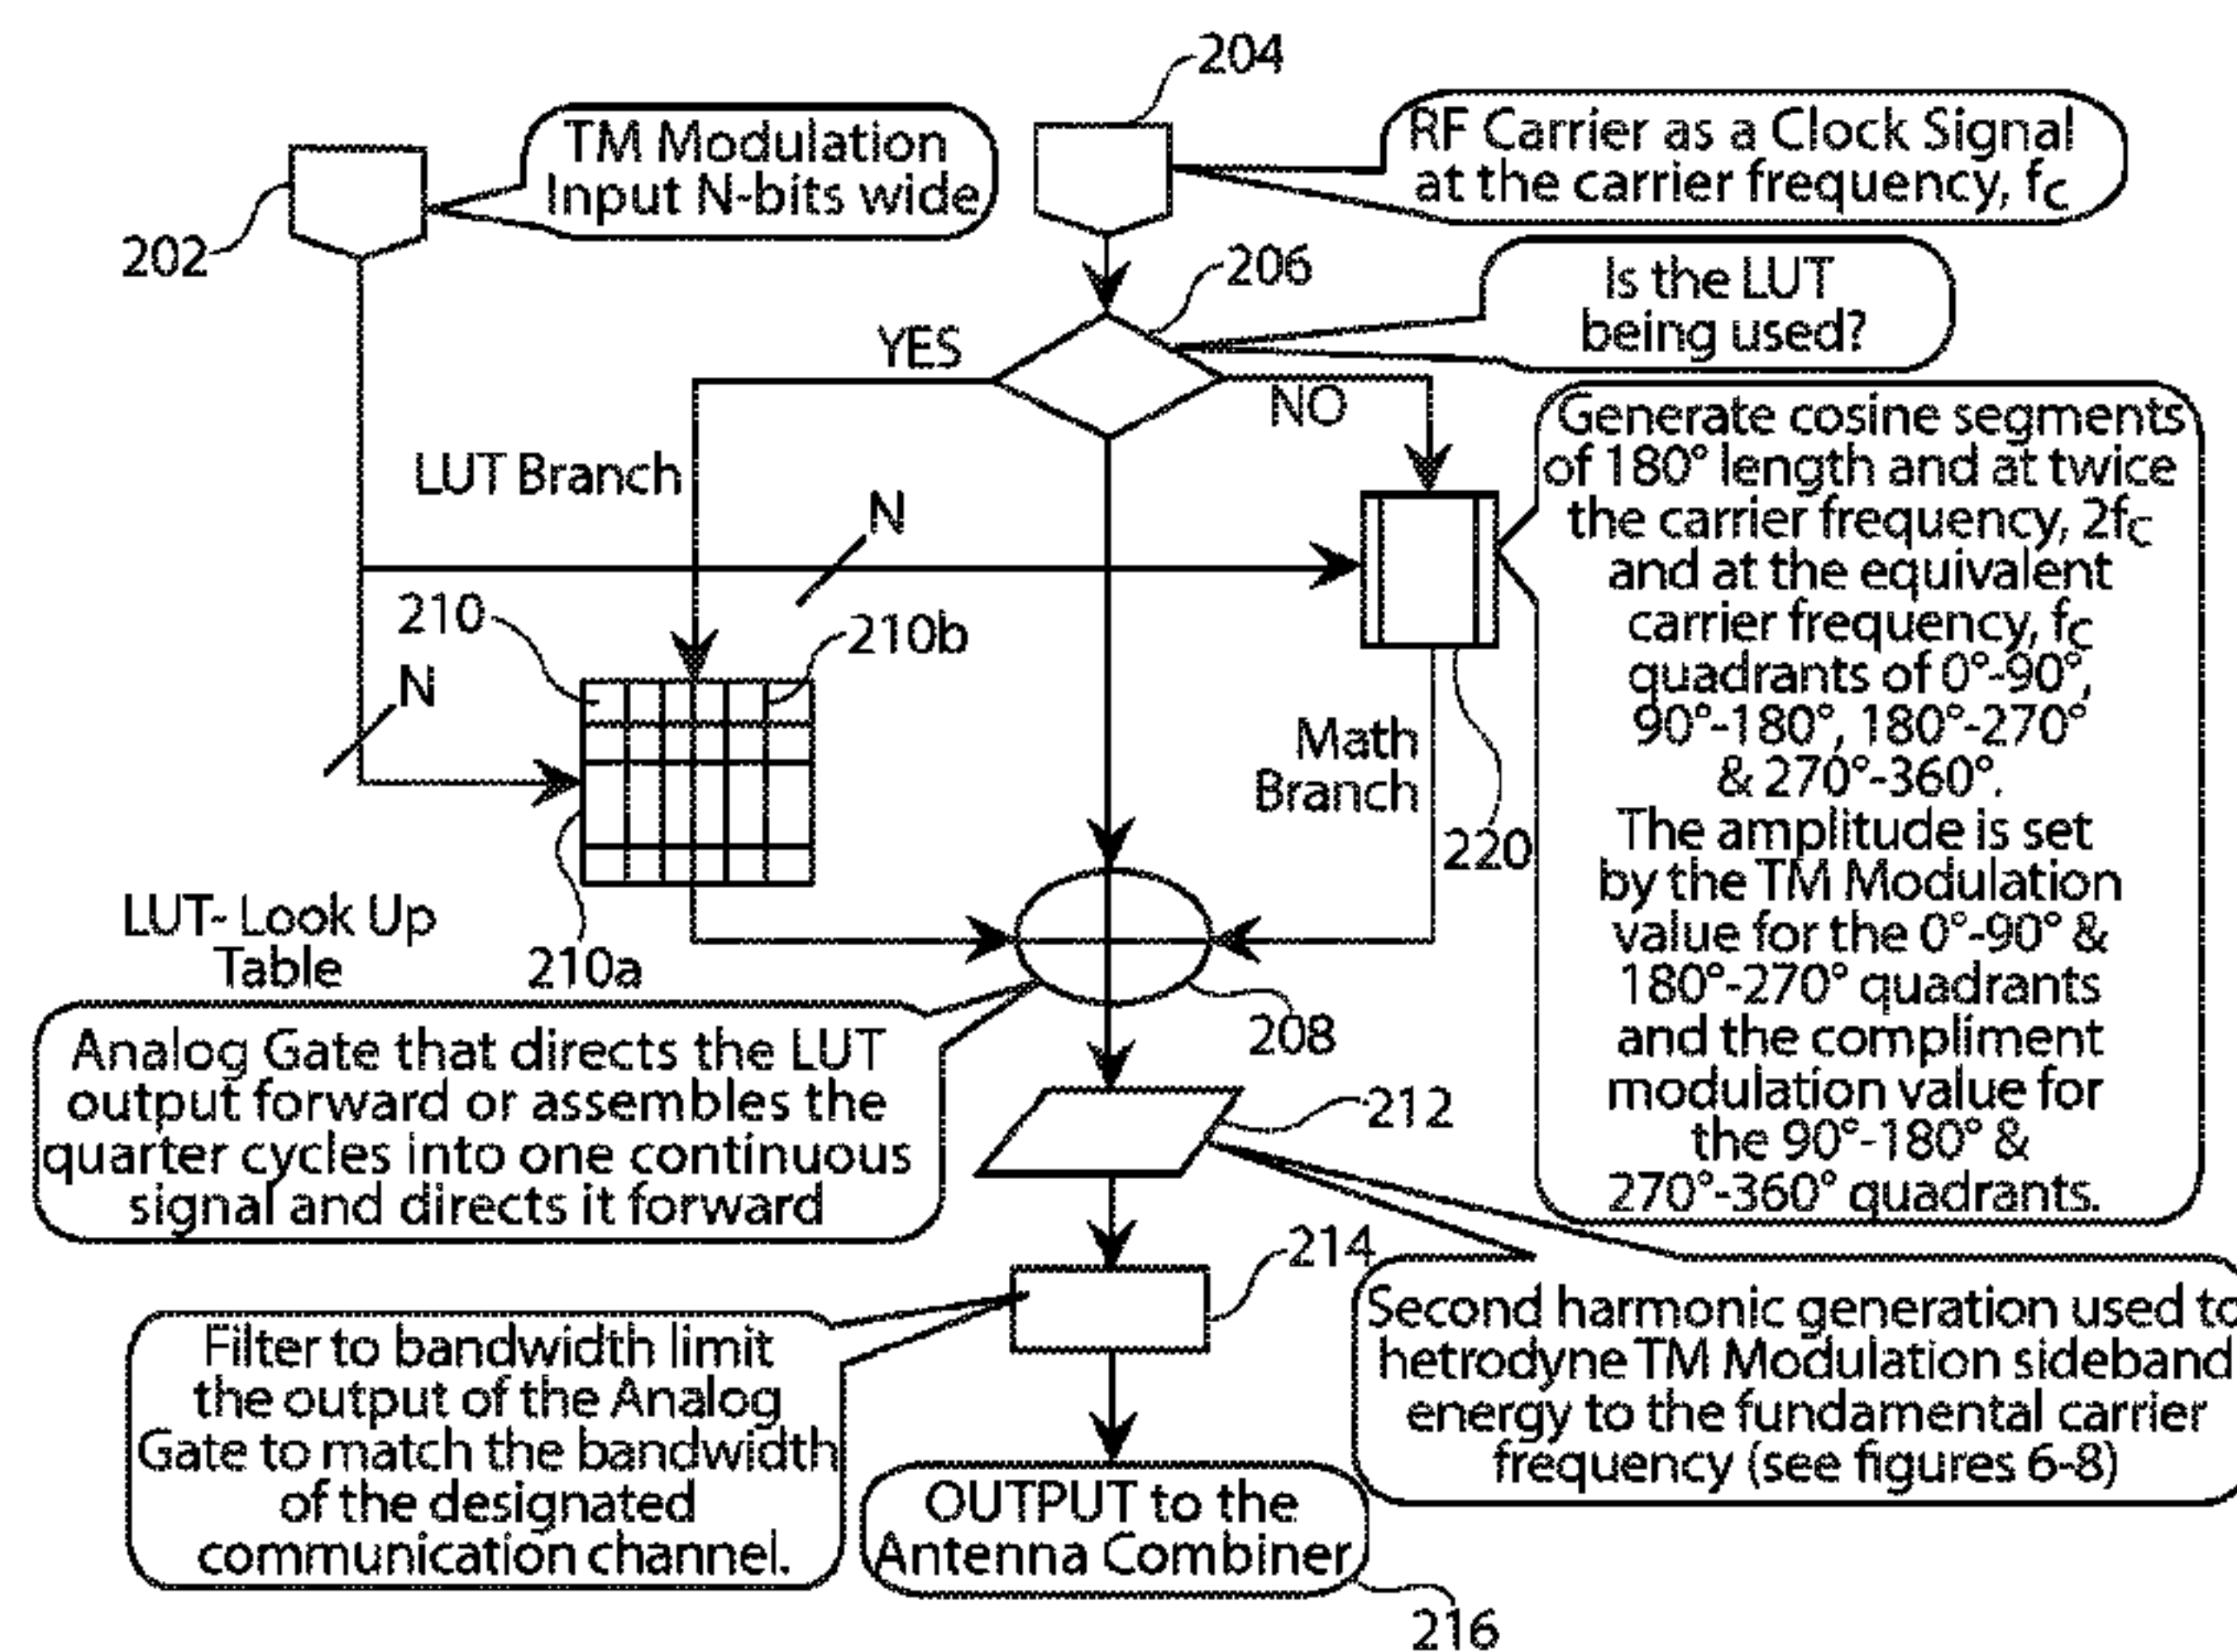 204
TM Modulation
Input N-bits wide
RF Carrier as a Clock Signal
at the carrier frequency, fc
202
206
Is the LUT
being used?
YES
NO
LUT Branch
N
Generate cosine segments
of 180° length and at twice
the carrier frequency, 2fc
and at the equivalent
carrier frequency, fc
quadrants of 0°-90°,
90°-180°, 180°-270°
& 270°-360°.
The amplitude is set
by the TM Modulation
value for the 0°-90° &
180°-270° quadrants
and the compliment
modulation value for
the 90°-180° &
270°-360° quadrants.
210
210b
N
Math
Branch
220
LUT- Look Up
Table
210a
208
Analog Gate that directs the LUT
output forward or assembles the
quarter cycles into one continuous
signal and directs it forward
212
214
Second harmonic generation used to
hetrodyne TM Modulation sideband
energy to the fundamental carrier
frequency (see figures 6-8)
Filter to bandwidth limit
the output of the Analog
Gate to match the bandwidth
of the designated
communication channel.
OUTPUT to the
Antenna Combiner
216